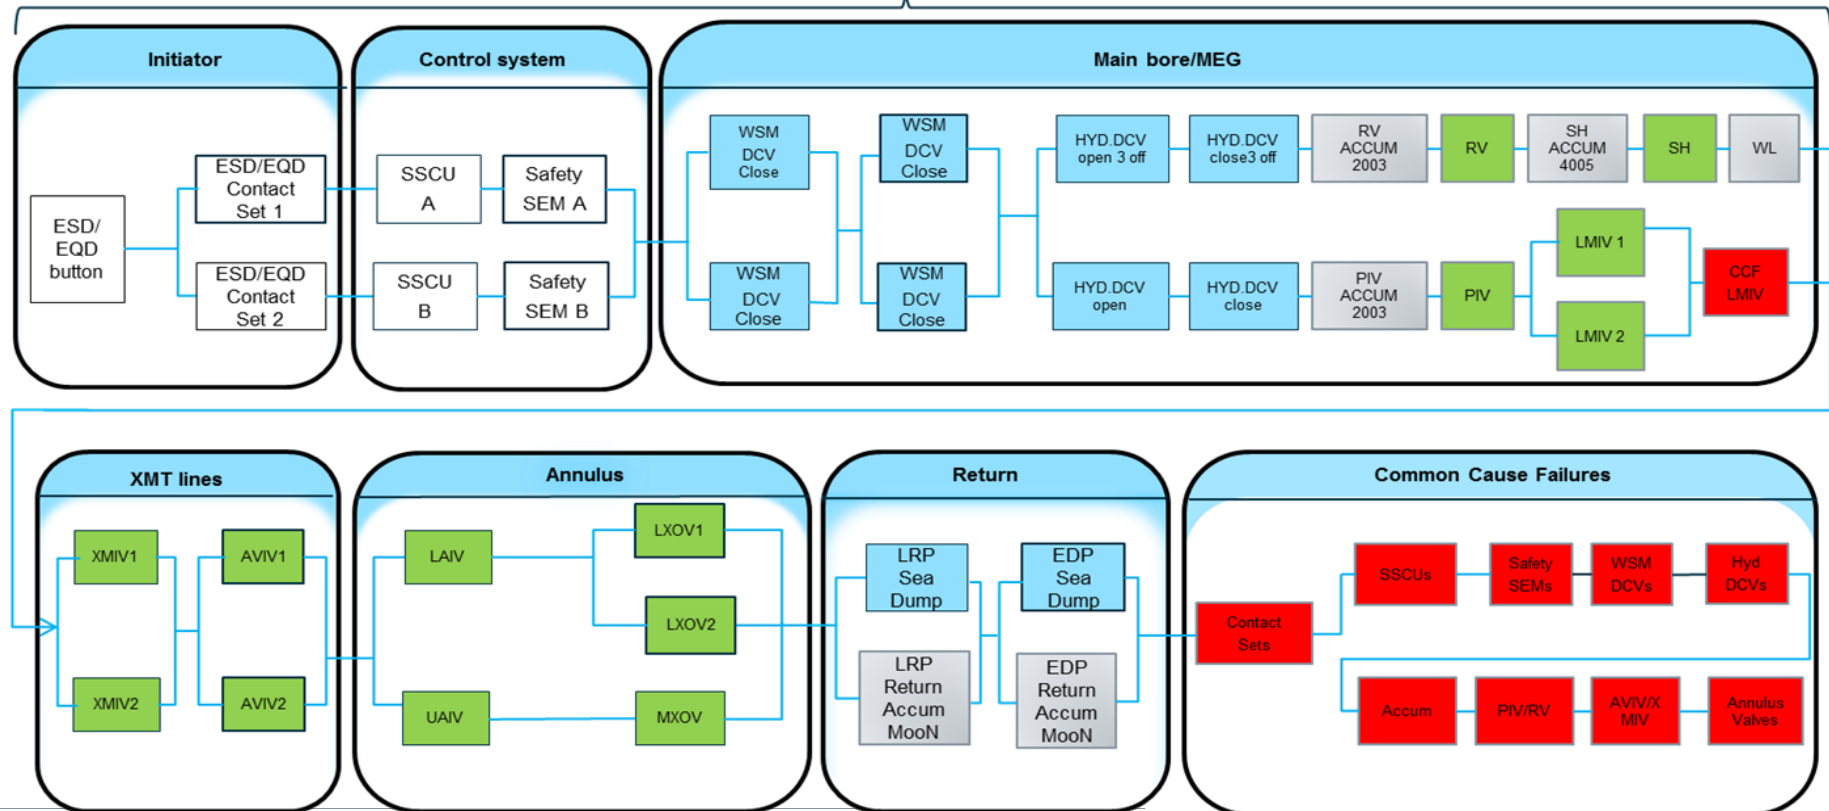 Initiator
Control system
Main bore/MEG
ESD/
EQD
button
ESD/EQD
Contact
Set 1
ESD/EQD
Contact
Set 2
SSCU
A
Safety
SEM A
SSCU
B
Safety
SEM B
WSM
DCV
Close
WSM
DCV
Close
WSM
DCV
Close
WSM
DCV
Close
HYD.DCV
open 3 off
HYD.DCV
close3 off
RV
ACCUM
2003
RV
SH
ACCUM
4005
SH
WL
HYD.DCV
open
HYD.DCV
close
PIV
ACCUM
2003
PIV
LMIV 1
LMIV 2
CCF
LMIV
XMT lines
Annulus
Return
Common Cause Failures
XMIV1
AVIV1
XMIV2
AVIV2
LAIV
LXOV1
LXOV2
UAIV
MXOV
LRP
Sea
Dump
EDP
Sea
Dump
LRP
Return
Accum
MooN
EDP
Return
Accum
MooN
Contact
Sets
SSCUs
Safety
SEMs
WSM
DCVs
Hyd
DCVs
Accum
PIV/RV
AVIV/X
MIV
Annulus
Valves